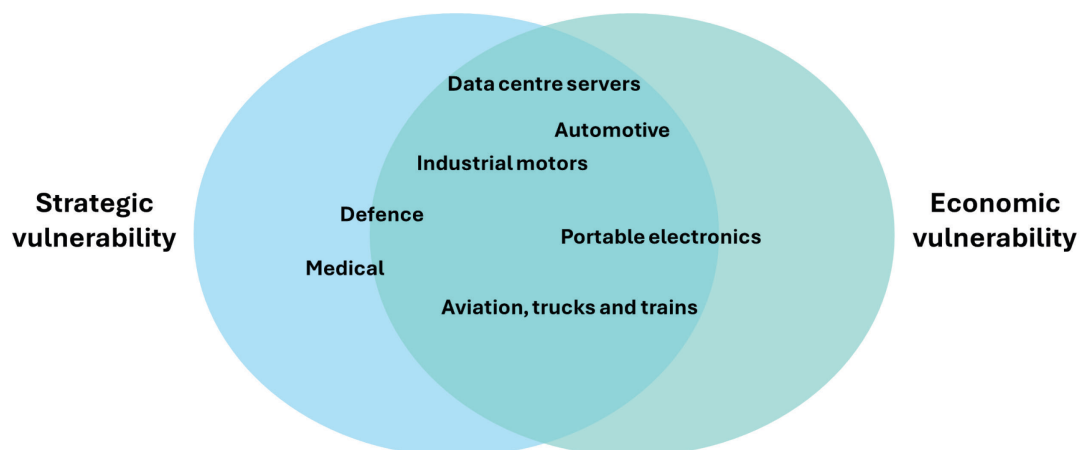 Data centre servers
Automotive
Industrial motors
Strategic
vulnerability
Economic
vulnerability
Defence
Portable electronics
Medical
Aviation, trucks and trains